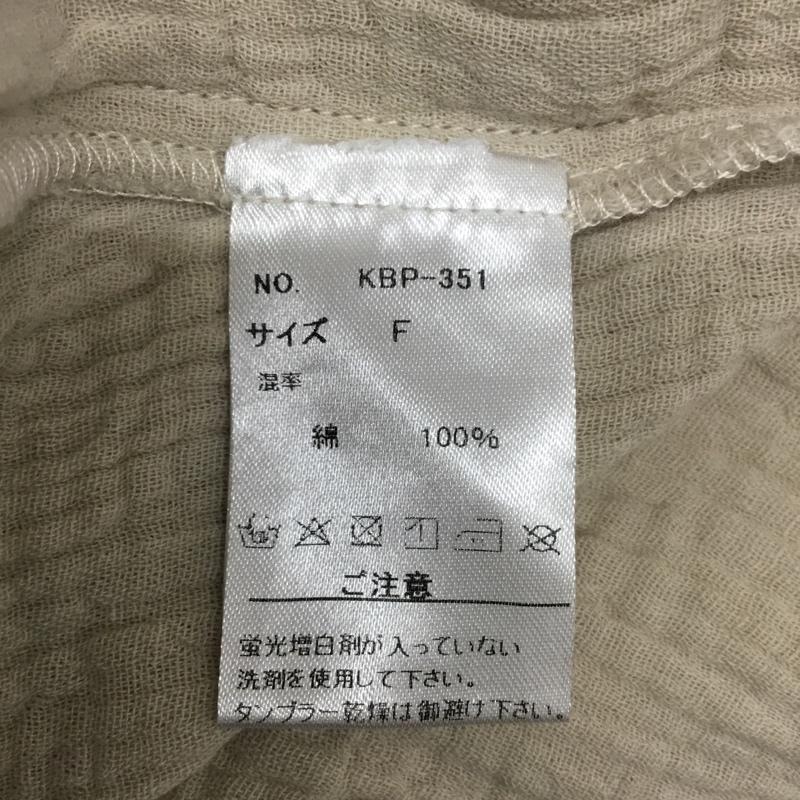 NO. KBP-351
サイズ F
混率
綿 100%
ご注意
蛍光増白剤が入っていない
洗剤を使用して下さい。
タンブラー乾燥は御避け下さい。